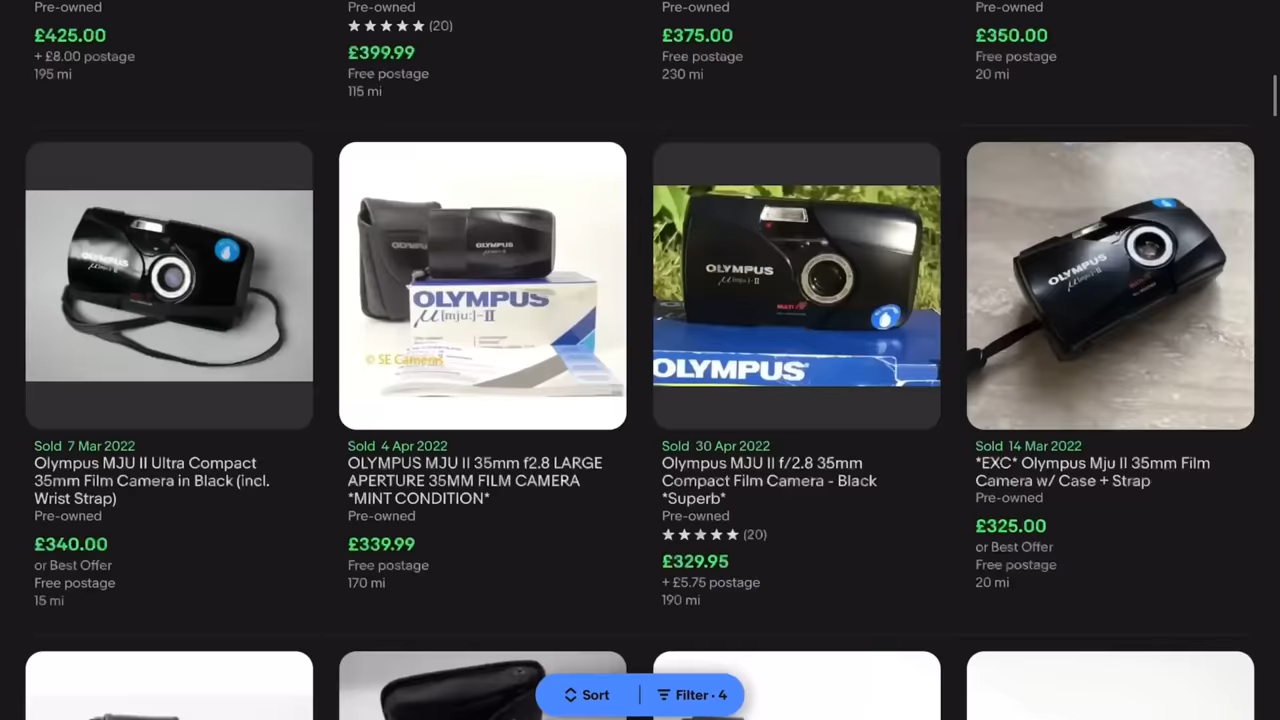 Pre-owned
£425.00
+ £8.00 postage
195 mi
Pre-owned
(20)
£399.99
Free postage
115 mi
Pre-owned
£375.00
Free postage
230 mi
Pre-owned
£350.00
Free postage
20 mi
OLYMPUS
OLYMPUS
OLYMPUS
OLYMPUS
µ[mju:]-II
© SE Cameras
OLYMPUS
µ[mju:]-II
MULTI AF
OLYMPUS
OLYMPUS
Sold 7 Mar 2022
Olympus MJU II Ultra Compact
35mm Film Camera in Black (incl.
Wrist Strap)
Pre-owned
£340.00
or Best Offer
Free postage
15 mi
Sold 4 Apr 2022
OLYMPUS MJU II 35mm f2.8 LARGE
APERTURE 35MM FILM CAMERA
*MINT CONDITION*
Pre-owned
£339.99
Free postage
170 mi
Sold 30 Apr 2022
Olympus MJU II f/2.8 35mm
Compact Film Camera - Black
*Superb*
Pre-owned
(20)
£329.95
+ £5.75 postage
190 mi
Sold 14 Mar 2022
*EXC* Olympus Mju II 35mm Film
Camera w/ Case + Strap
Pre-owned
£325.00
or Best Offer
Free postage
20 mi
Sort
Filter · 4